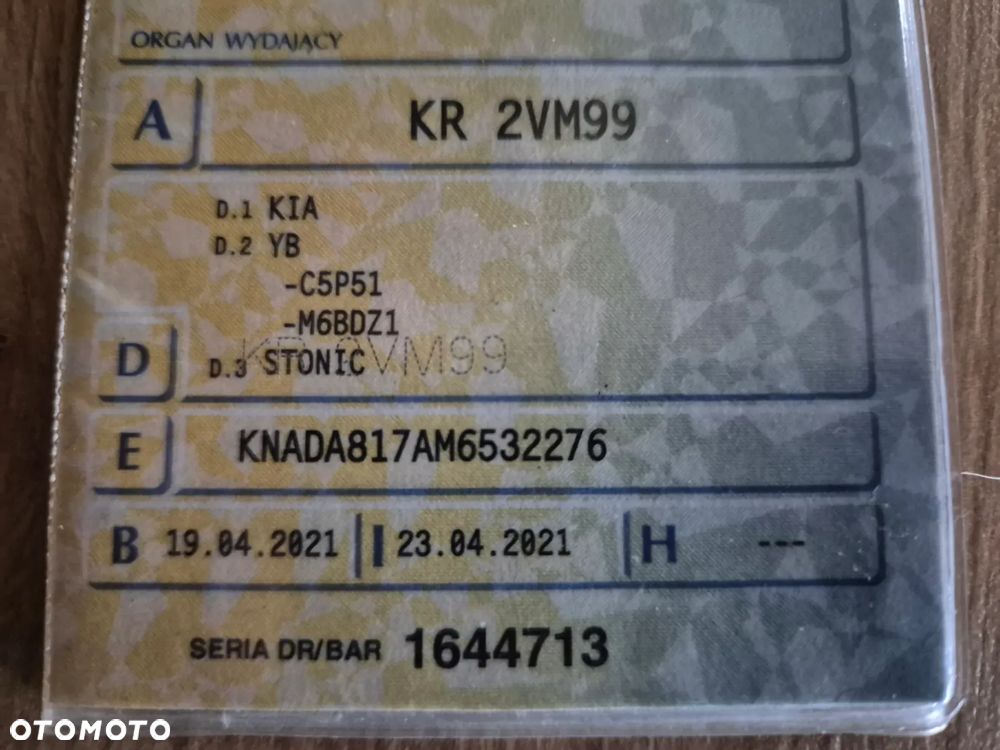 ORGAN WYDAJĄCY
A KR 2VM99
D.1 KIA
D.2 YB
-C5P51
-M6BDZ1
D D.3 STONIC
KR 2VM99
E KNADA817AM6532276
B 19.04.2021 I 23.04.2021 H ---
SERIA DR/BAR 1644713
OTOMOTO